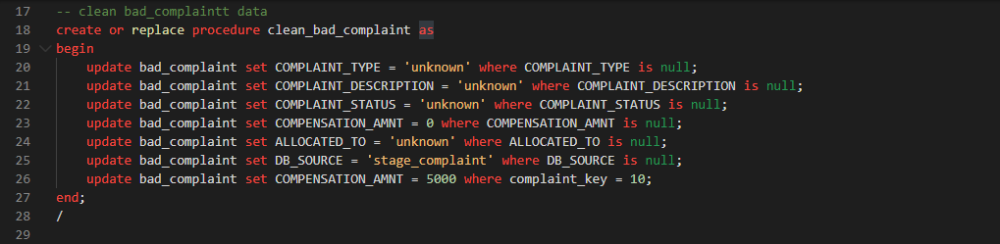 17 -- clean bad_complaintt data
18 create or replace procedure clean_bad_complaint as
19 begin
20 update bad_complaint set COMPLAINT_TYPE = 'unknown' where COMPLAINT_TYPE is null;
21 update bad_complaint set COMPLAINT_DESCRIPTION = 'unknown' where COMPLAINT_DESCRIPTION is null;
22 update bad_complaint set COMPLAINT_STATUS = 'unknown' where COMPLAINT_STATUS is null;
23 update bad_complaint set COMPENSATION_AMNT = 0 where COMPENSATION_AMNT is null;
24 update bad_complaint set ALLOCATED_TO = 'unknown' where ALLOCATED_TO is null;
25 update bad_complaint set DB_SOURCE = 'stage_complaint' where DB_SOURCE is null;
26 update bad_complaint set COMPENSATION_AMNT = 5000 where complaint_key = 10;
27 end;
28 /
29